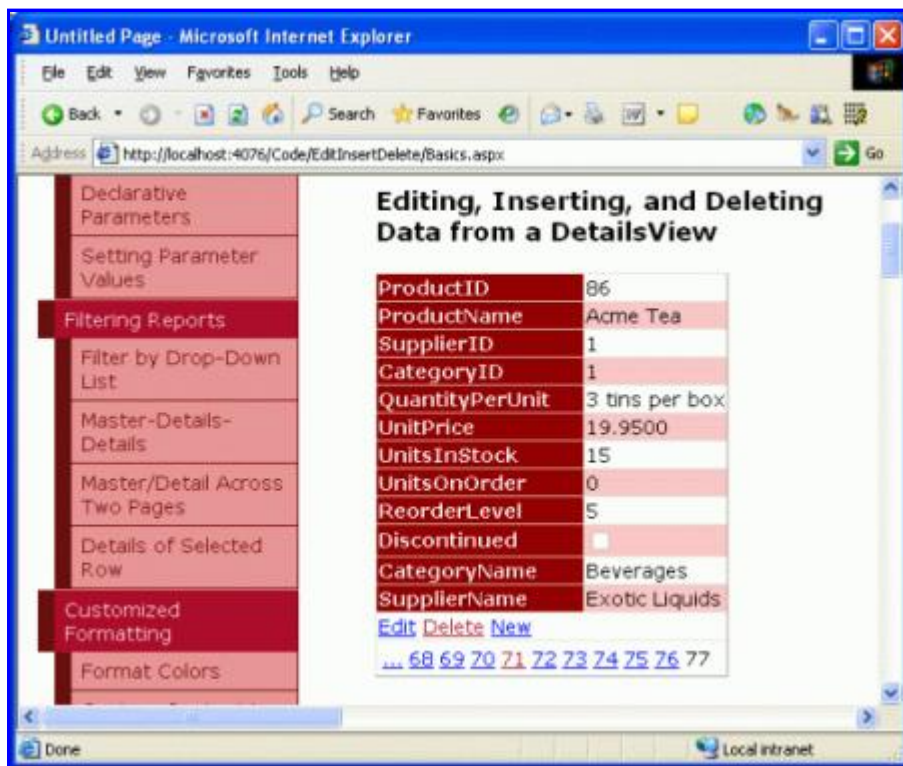 Untitled Page - Microsoft Internet Explorer
File Edit View Favorites Tools Help
Back Search Favorites
Address http://localhost:4076/Code/EditInsertDelete/Basics.aspx Go
Declarative
Parameters
Setting Parameter
Values
Filtering Reports
Filter by Drop-Down
List
Master-Details-
Details
Master/Detail Across
Two Pages
Details of Selected
Row
Customized
Formatting
Format Colors
Editing, Inserting, and Deleting
Data from a DetailsView
ProductID 86
ProductName Acme Tea
SupplierID 1
CategoryID 1
QuantityPerUnit 3 tins per box
UnitPrice 19.9500
UnitsInStock 15
UnitsOnOrder 0
ReorderLevel 5
Discontinued
CategoryName Beverages
SupplierName Exotic Liquids
Edit Delete New
... 68 69 70 71 72 73 74 75 76 77
Done Local intranet